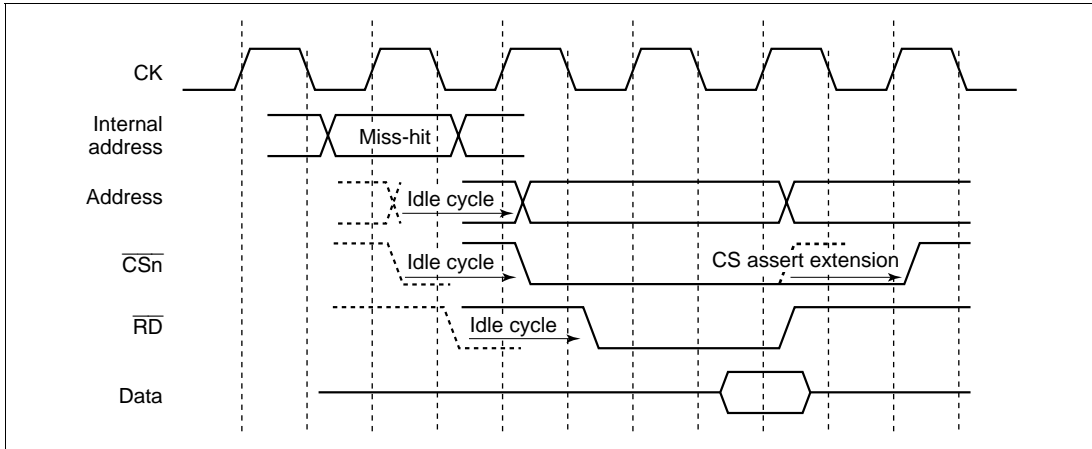 CK
Internal
address
Miss-hit
Address
Idle cycle
CSn
Idle cycle
CS assert extension
RD
Idle cycle
Data